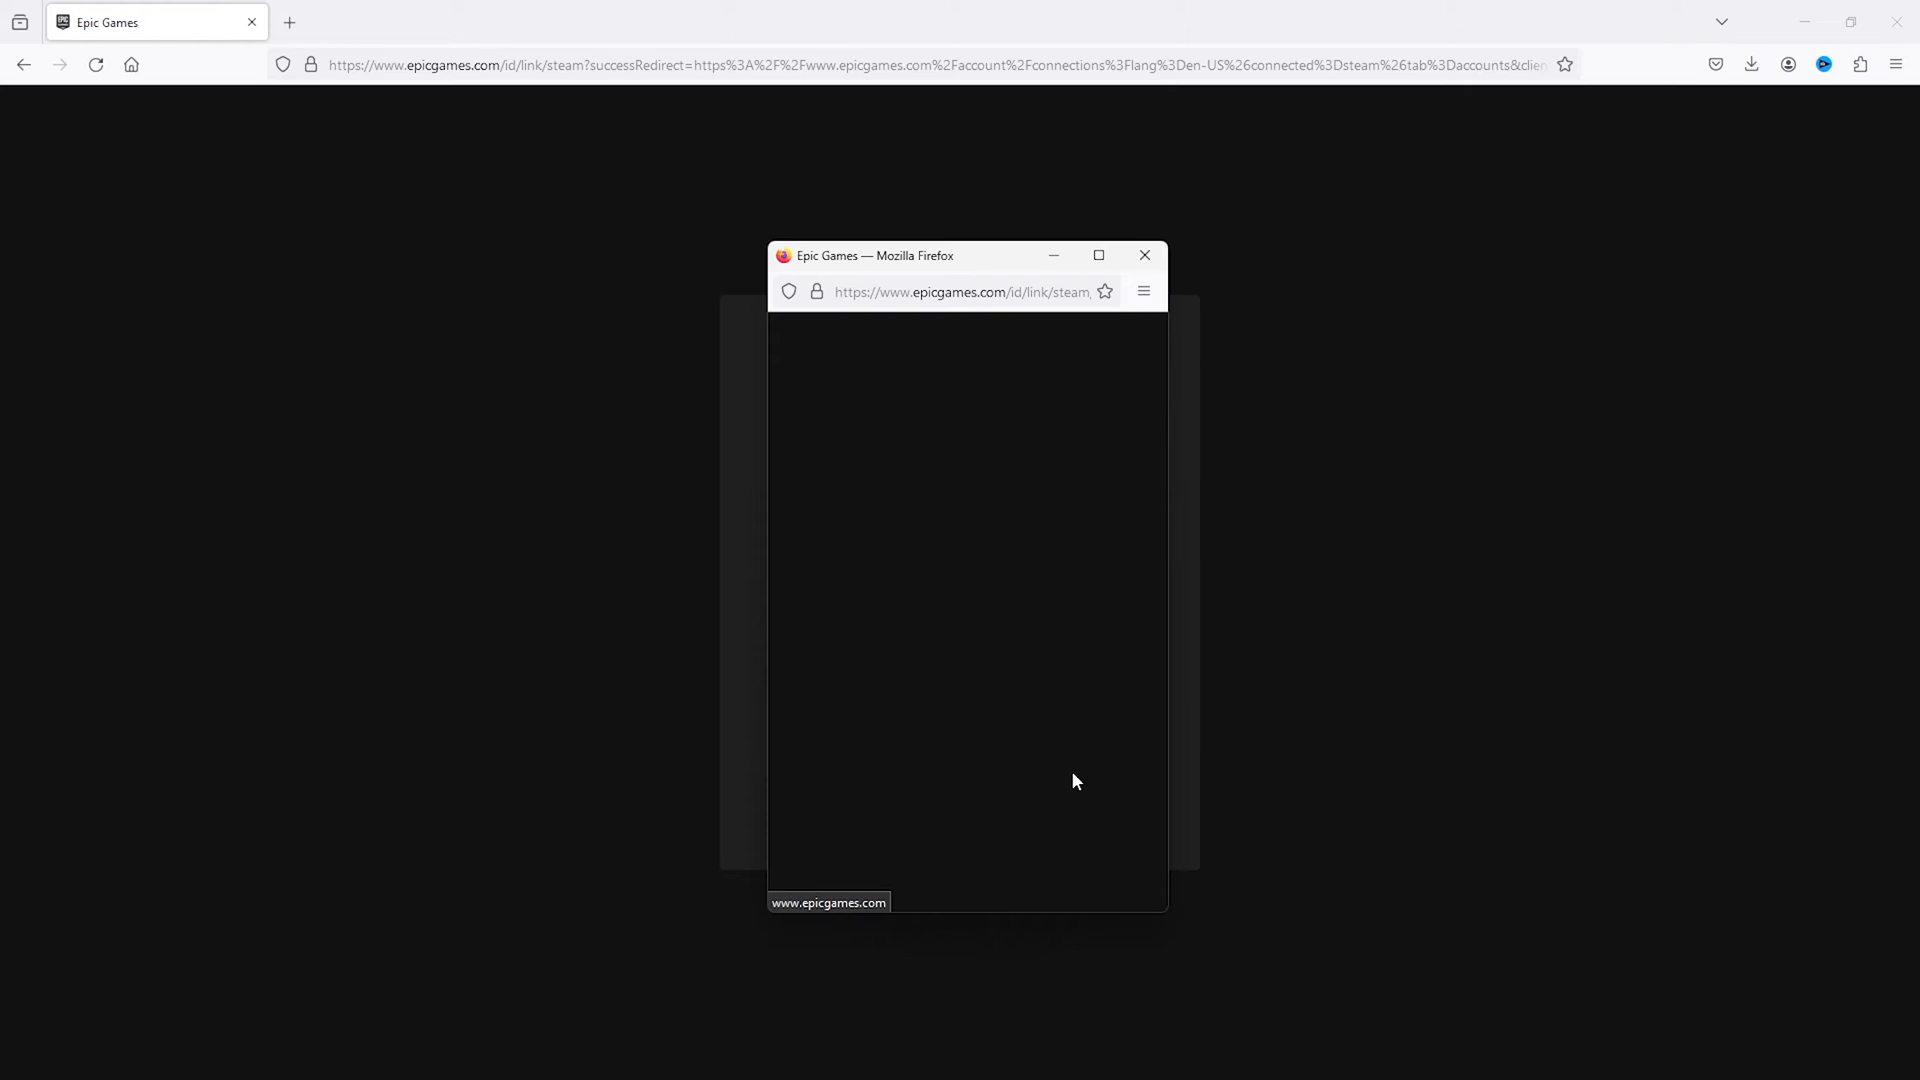 Epic Games
https://www.epicgames.com/id/link/steam?successRedirect=https%3A%2F%2Fwww.epicgames.com%2Faccount%2Fconnections%3Flang%3Den-US%26connected%3Dsteam%26tab%3Daccounts&clien
Epic Games — Mozilla Firefox
https://www.epicgames.com/id/link/steam_
www.epicgames.com